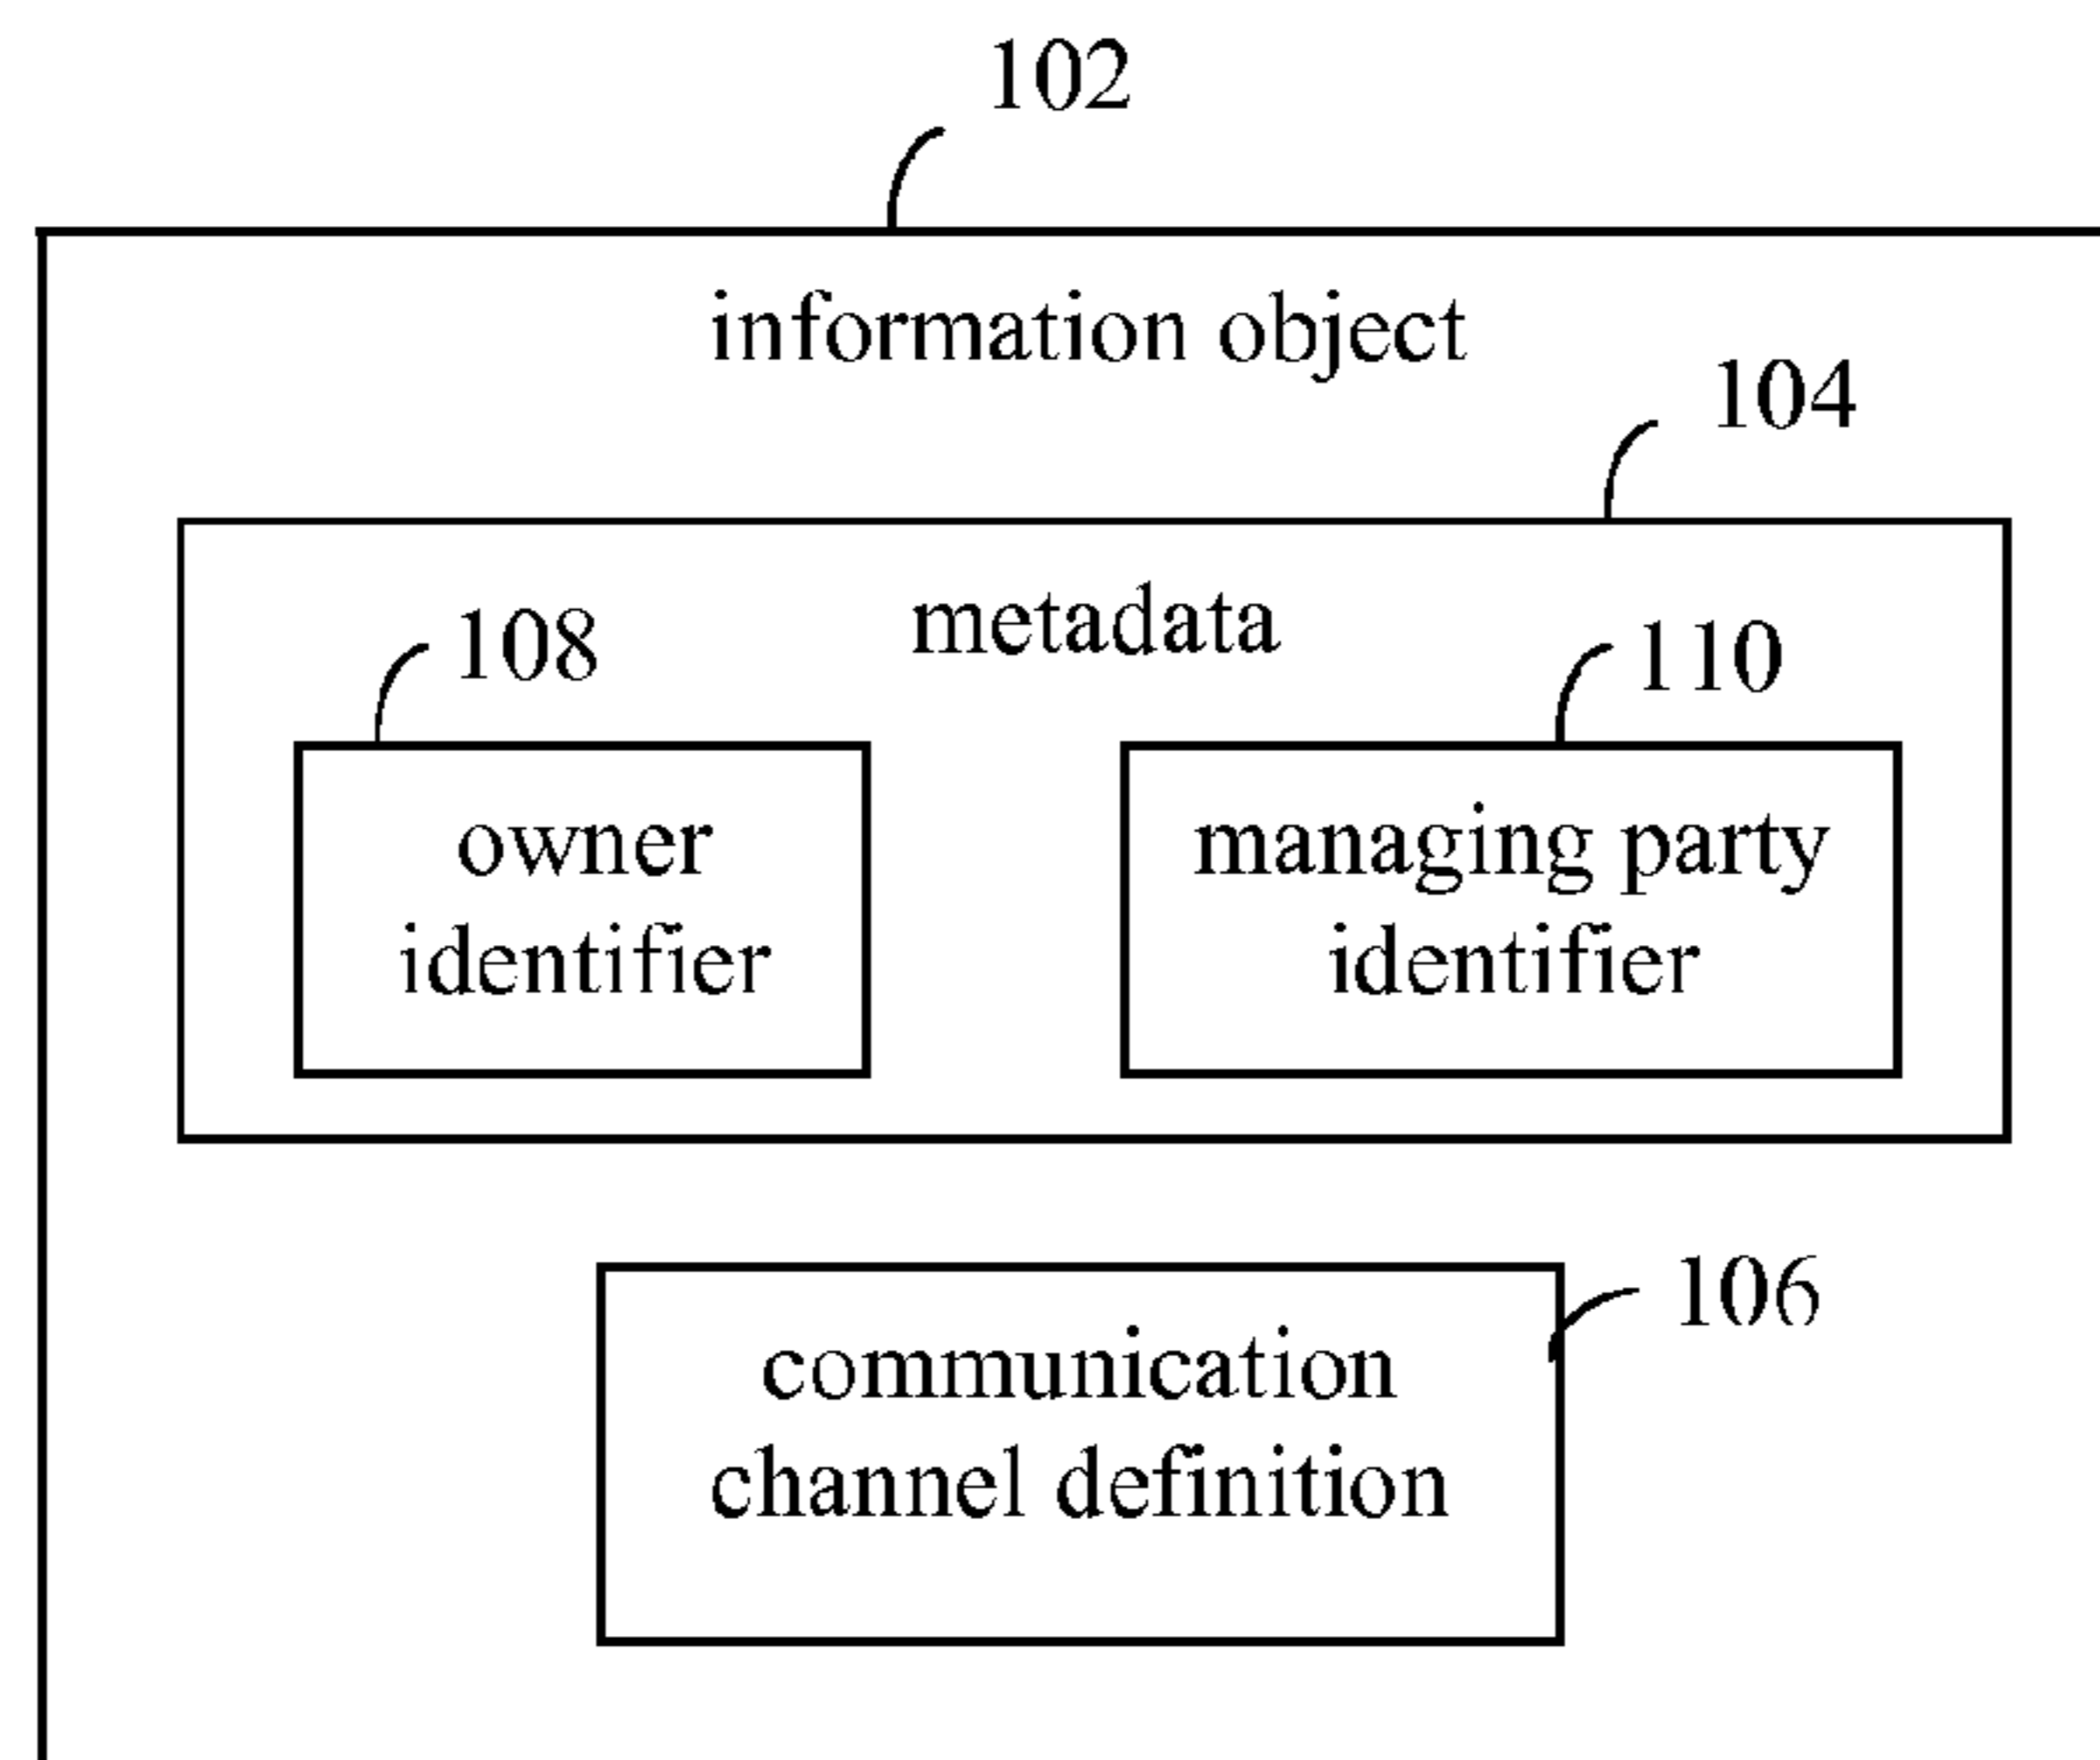 102
information object
104
metadata
108
110
owner
identifier
managing party
identifier
106
communication
channel definition